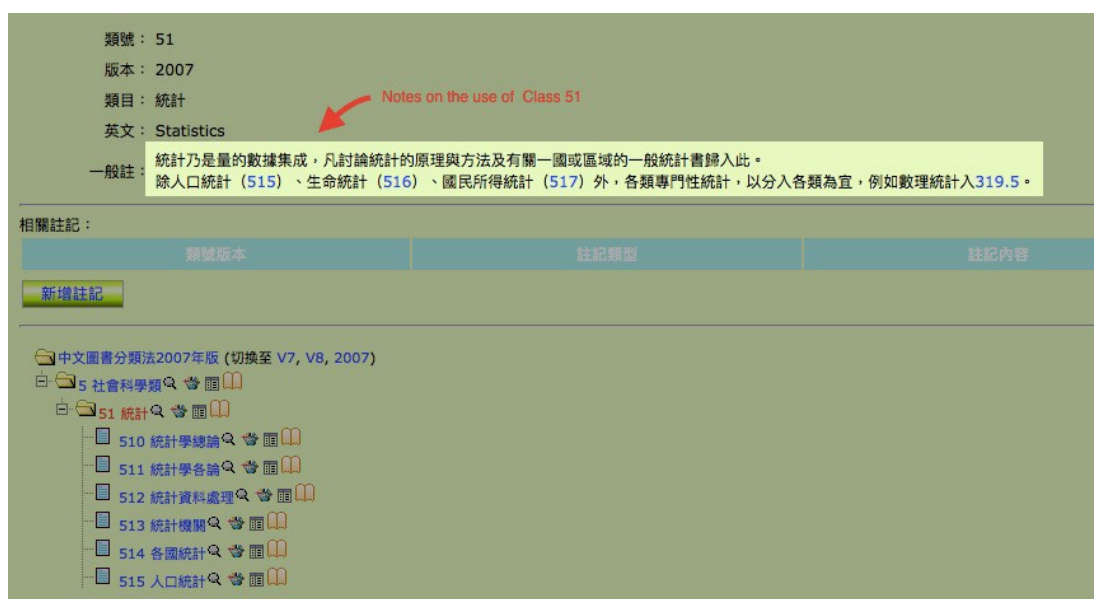 類號： 51
版本： 2007
類目： 統計
Notes on the use of Class 51
英文： Statistics
一般註：
統計乃是量的數據集成，凡討論統計的原理與方法及有關一國或區域的一般統計書歸入此。
除人口統計（515）、生命統計（516）、國民所得統計（517）外，各類專門性統計，以分入各類為宜，例如數理統計入319.5。
相關註記：
類號版本 註記類型 註記內容
新增註記
中文圖書分類法2007年版 (切換至 V7, V8, 2007)
5 社會科學類
51 統計
510 統計學總論
511 統計學各論
512 統計資料處理
513 統計機關
514 各國統計
515 人口統計